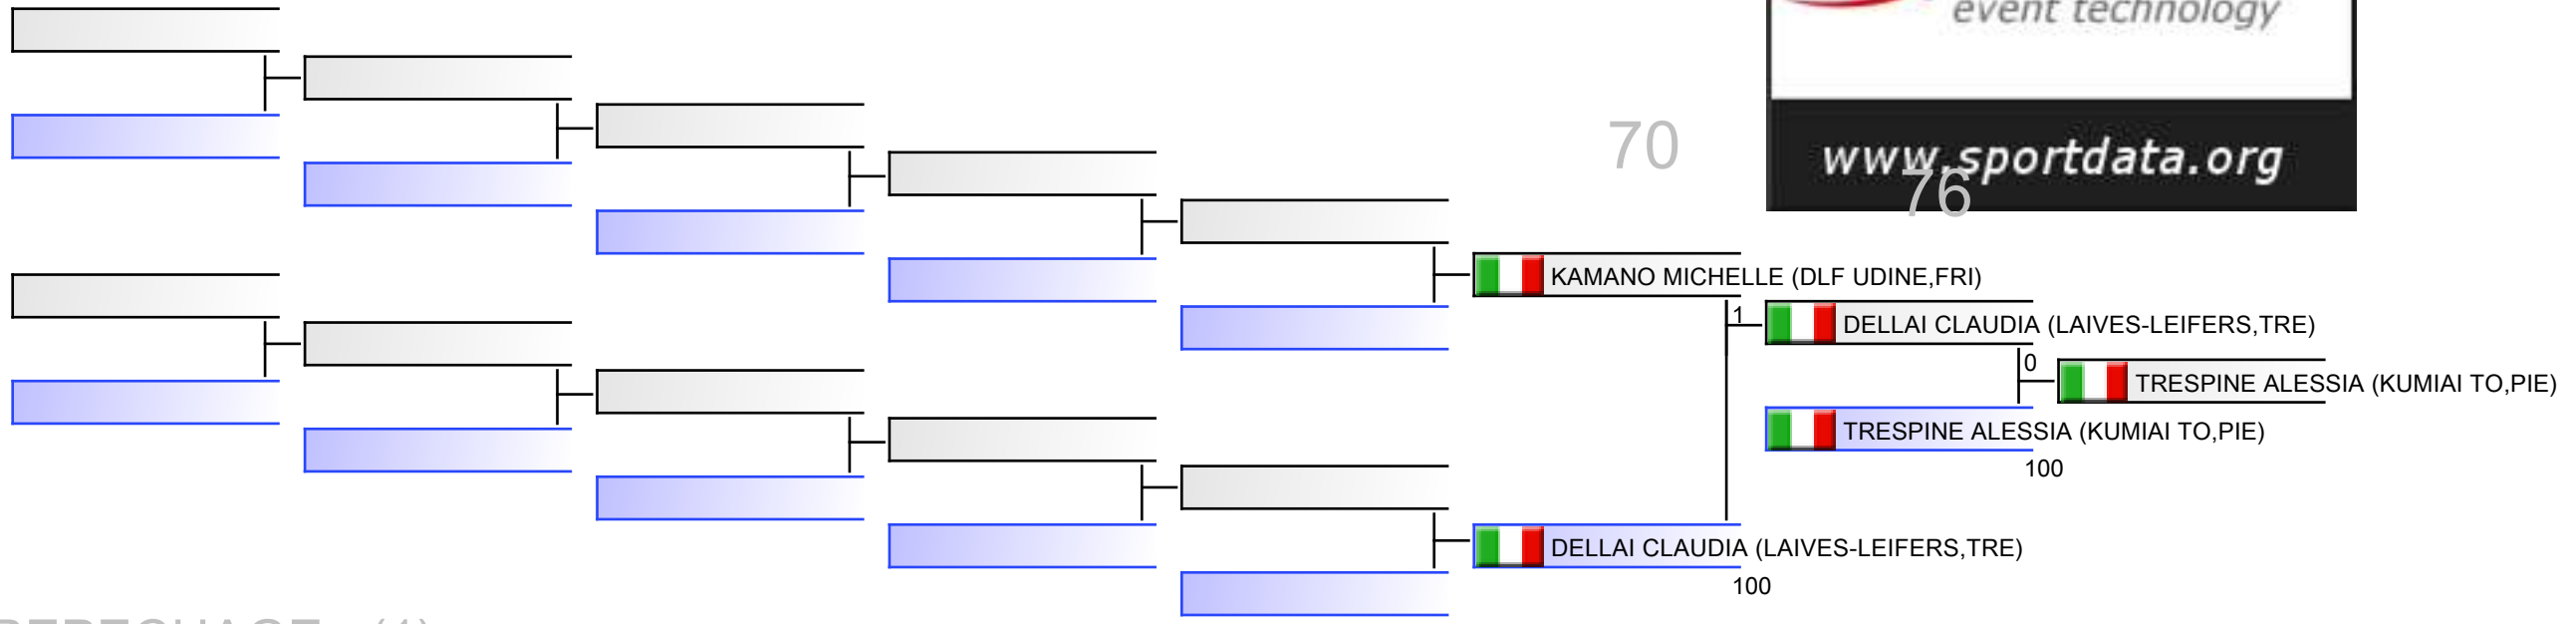 event technology
70
www.sportdata.org
76
KAMANO MICHELLE (DLF UDINE,FRI)
1
DELLAI CLAUDIA (LAIVES-LEIFERS,TRE)
0
TRESPINE ALESSIA (KUMIAI TO,PIE)
TRESPINE ALESSIA (KUMIAI TO,PIE)
100
DELLAI CLAUDIA (LAIVES-LEIFERS,TRE)
100